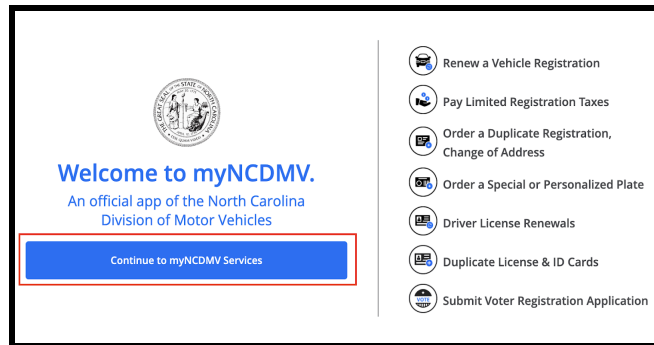 Welcome to myNCDMV.
An official app of the North Carolina
Division of Motor Vehicles
Continue to myNCDMV Services
Renew a Vehicle Registration
Pay Limited Registration Taxes
Order a Duplicate Registration,
Change of Address
Order a Special or Personalized Plate
Driver License Renewals
Duplicate License & ID Cards
VOTE
Submit Voter Registration Application